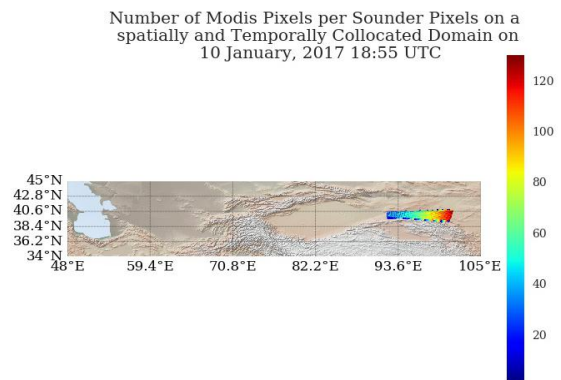 Number of Modis Pixels per Sounder Pixels on a
spatially and Temporally Collocated Domain on
10 January, 2017 18:55 UTC
120
100
80
60
40
20
45°N
42.8°N
40.6°N
38.4°N
36.2°N
34°N
48°E 59.4°E 70.8°E 82.2°E 93.6°E 105°E